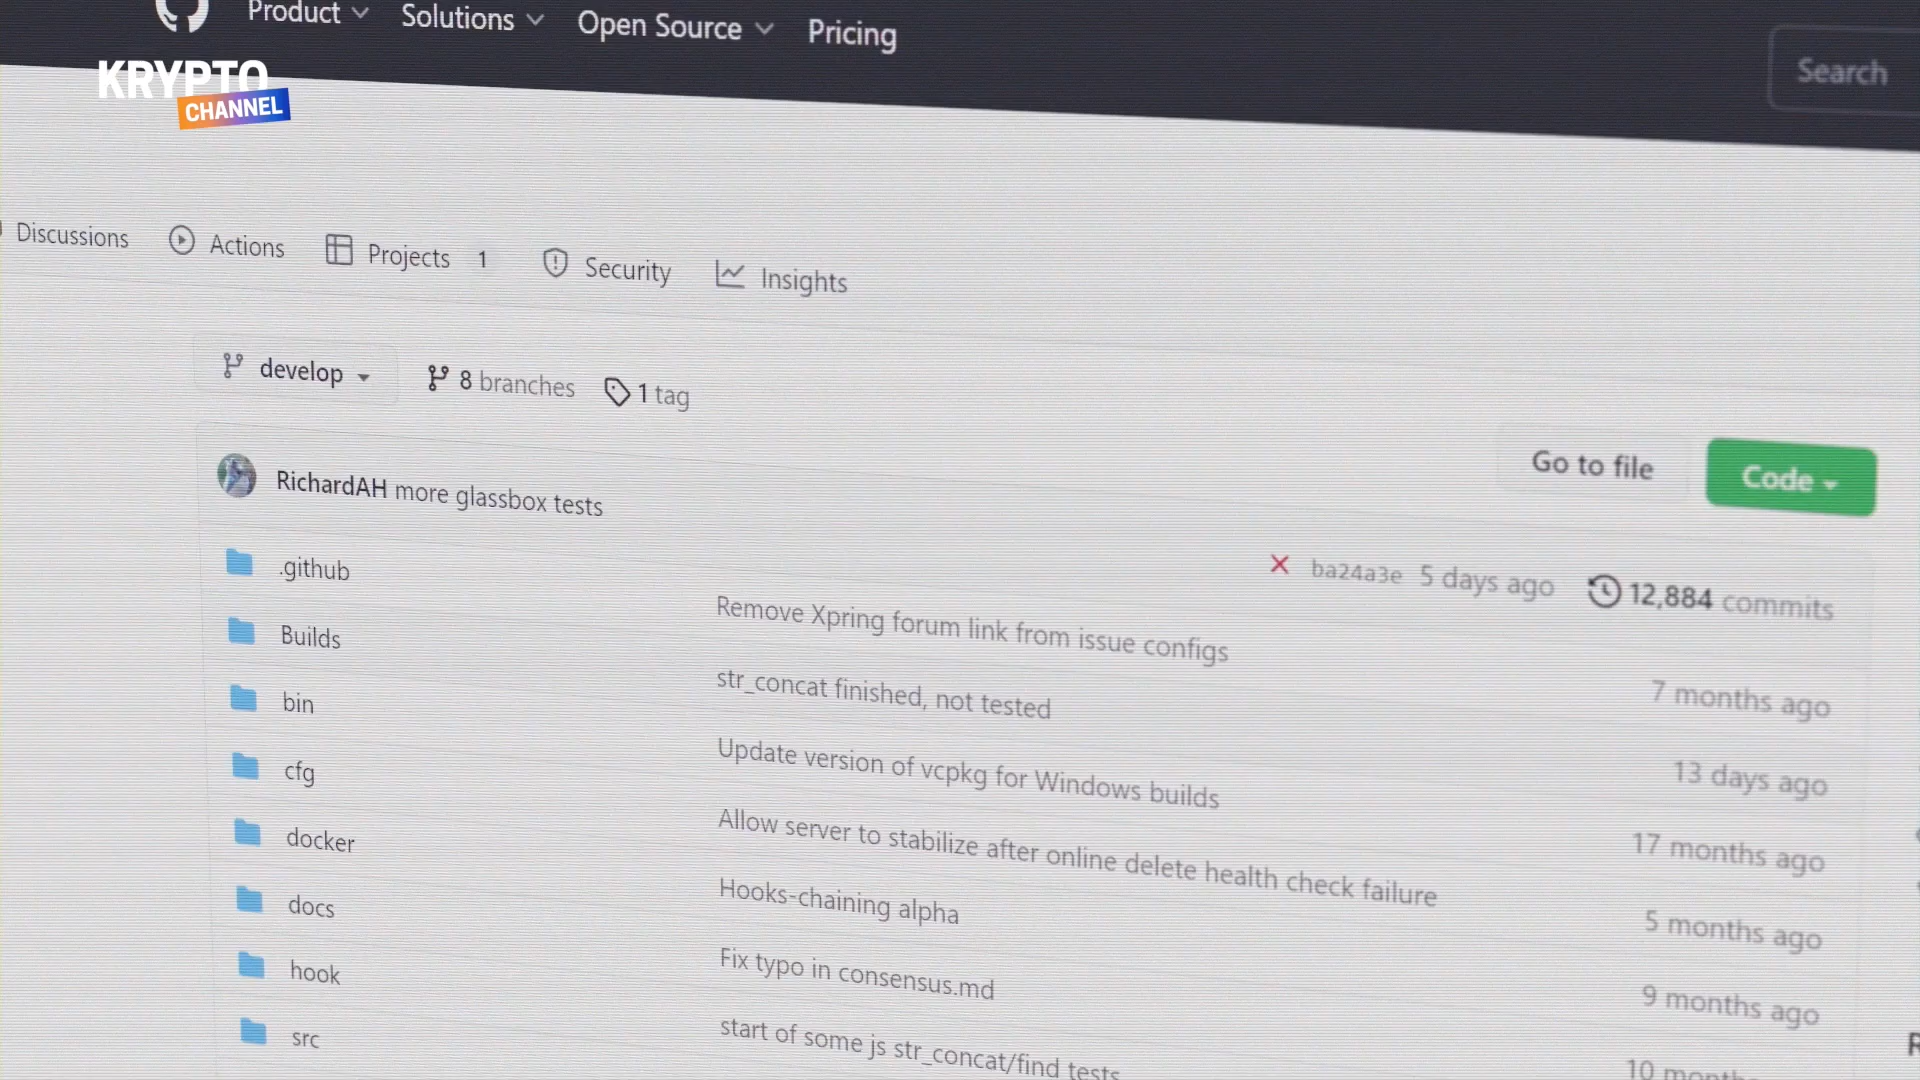 Product Solutions Open Source Pricing
Search
KRYPTO
CHANNEL
Discussions Actions Projects 1 Security Insights
develop 8 branches 1 tag
Go to file Code
RichardAH more glassbox tests
ba24a3e 5 days ago 12,884 commits
.github Remove Xpring forum link from issue configs 7 months ago
Builds str_concat finished, not tested 13 days ago
bin Update version of vcpkg for Windows builds 17 months ago
cfg Allow server to stabilize after online delete health check failure 5 months ago
docker Hooks-chaining alpha 9 months ago
docs Fix typo in consensus.md 10
hook start of some js str_concat/find tests
src